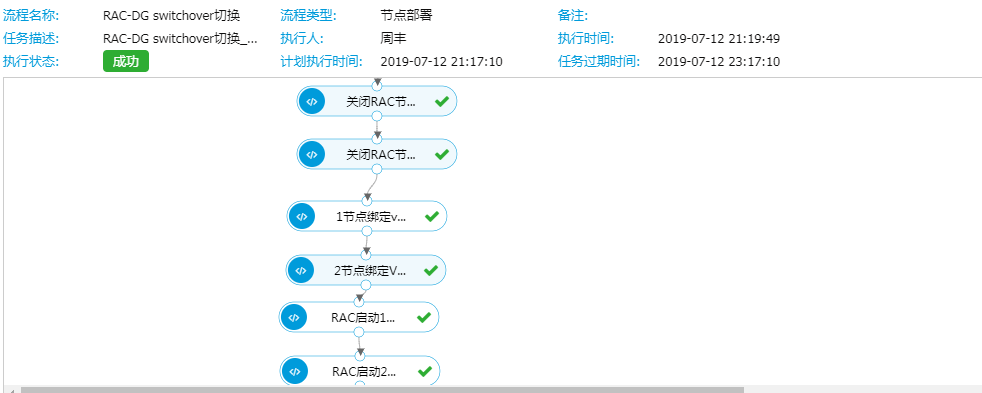 流程名称: RAC-DG switchover切换 流程类型: 节点部署 备注:
任务描述: RAC-DG switchover切换_... 执行人: 周丰 执行时间: 2019-07-12 21:19:49
执行状态: 成功 计划执行时间: 2019-07-12 21:17:10 任务过期时间: 2019-07-12 23:17:10
关闭RAC节...
关闭RAC节...
1节点绑定v...
2节点绑定V...
RAC启动1...
RAC启动2...